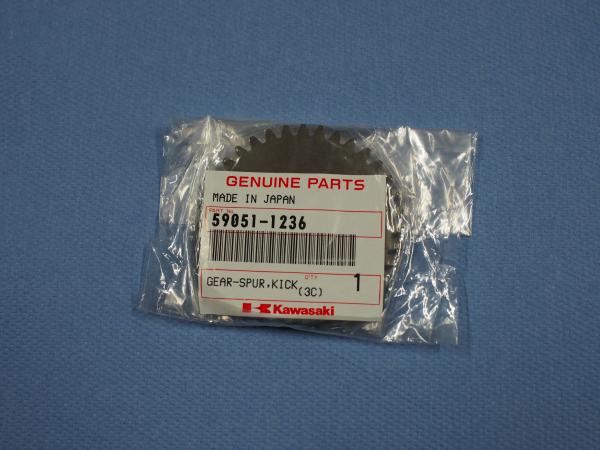 GENUINE PARTS
MADE IN JAPAN
PART No.
59051-1236
GEAR-SPUR,KICK
(3C)
Q'TY
1
Kawasaki